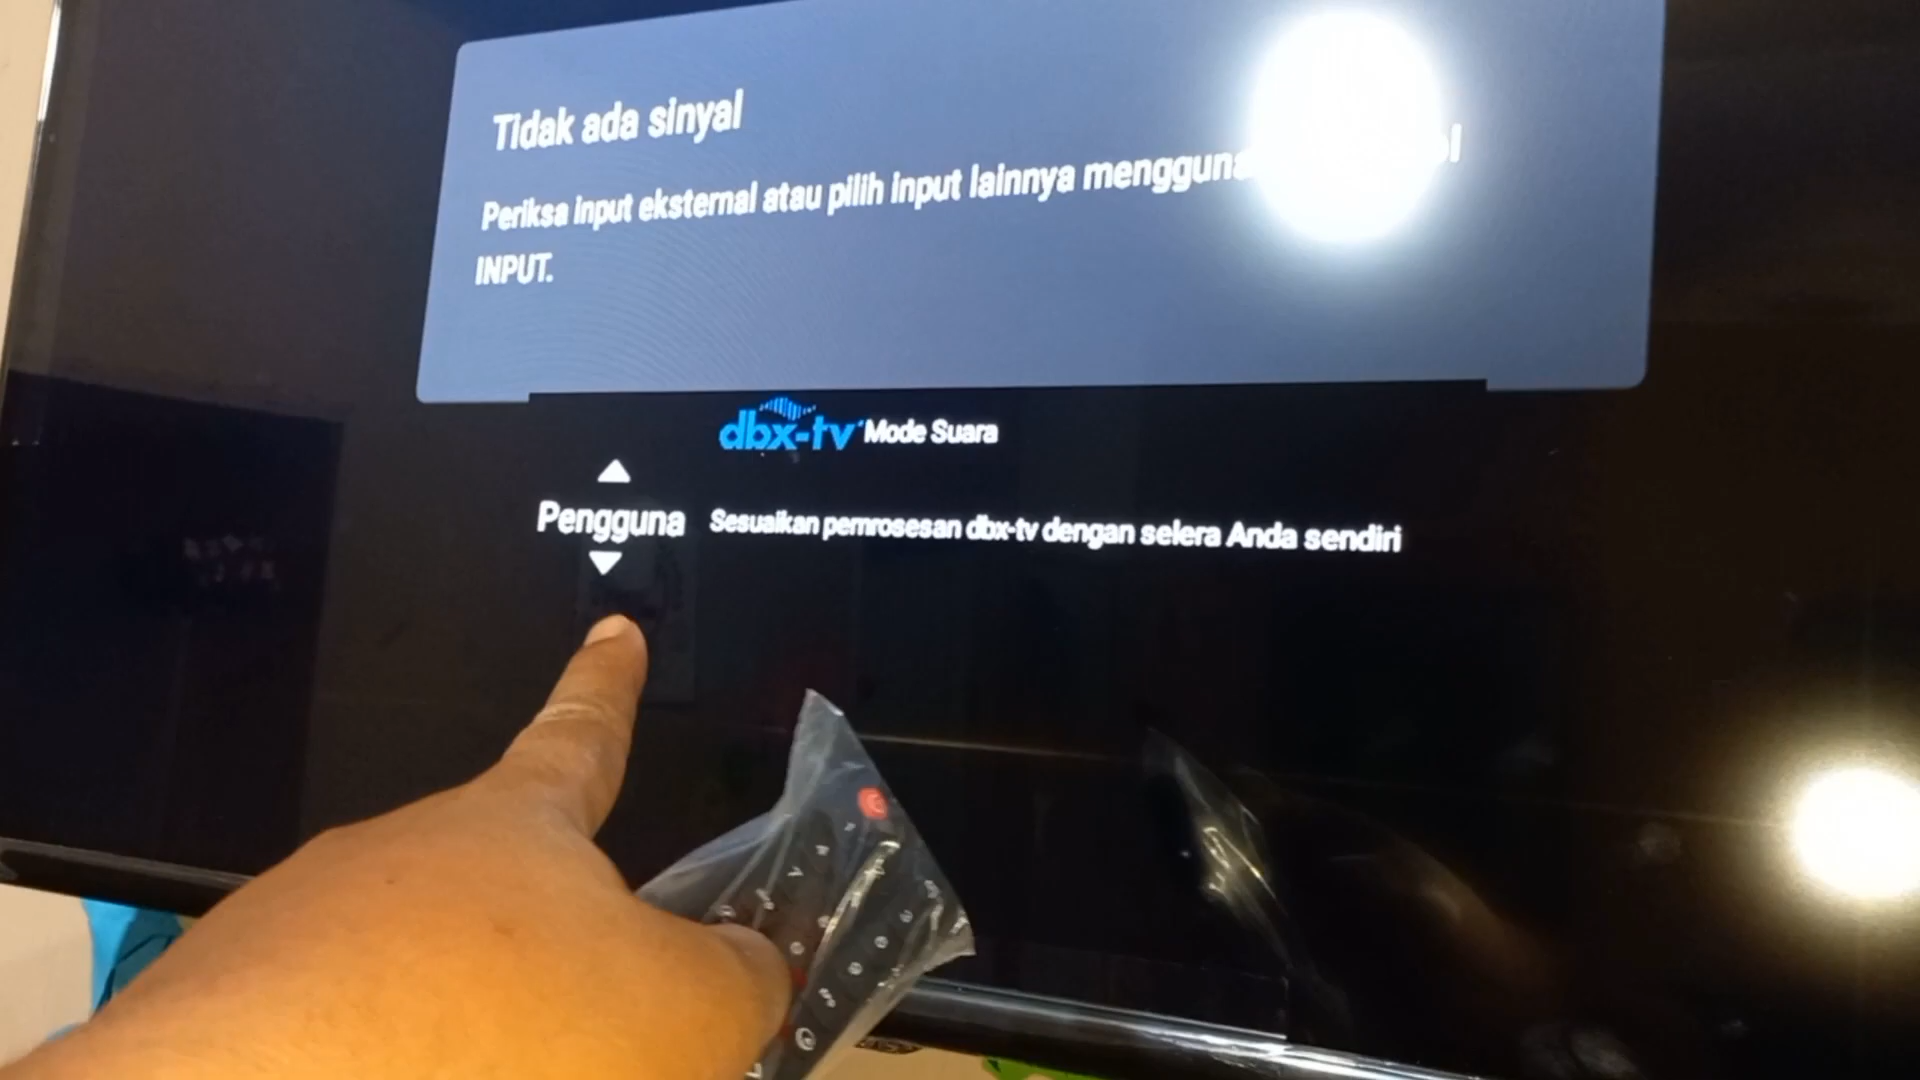 Tidak ada sinyal
Periksa input eksternal atau pilih input lainnya
INPUT.
dbx-tv Mode Suara
Pengguna
Sesuaikan pemrosesan dbx-tv dengan selera Anda sendiri